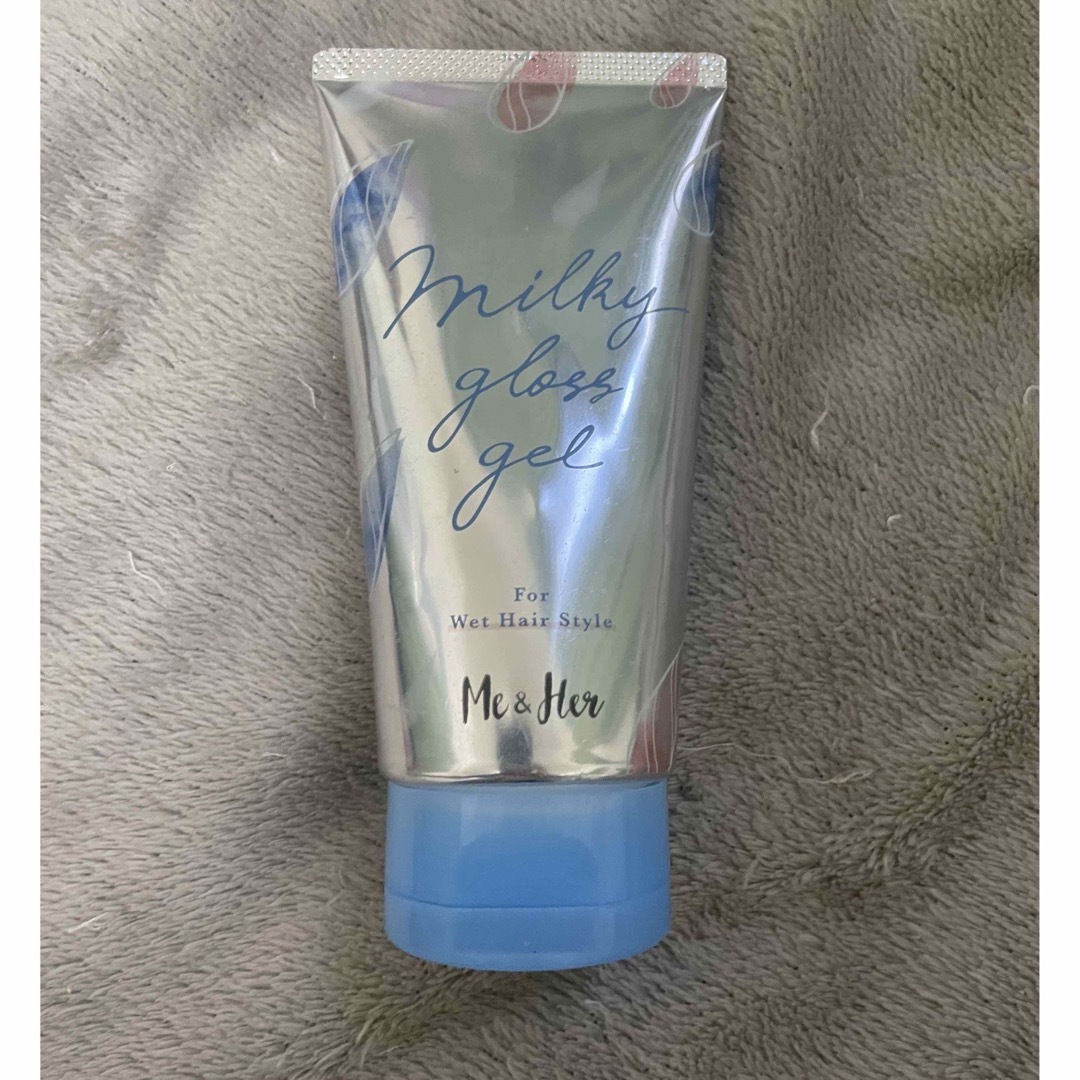 milky
gloss
gel
For
Wet Hair Style
Me & Her